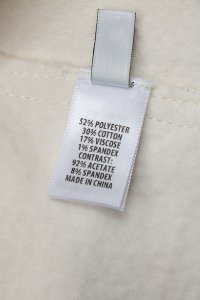 52% POLYESTER
30% COTTON
17% VISCOSE
1% SPANDEX
CONTRAST:
92% ACETATE
8% SPANDEX
MADE IN CHINA